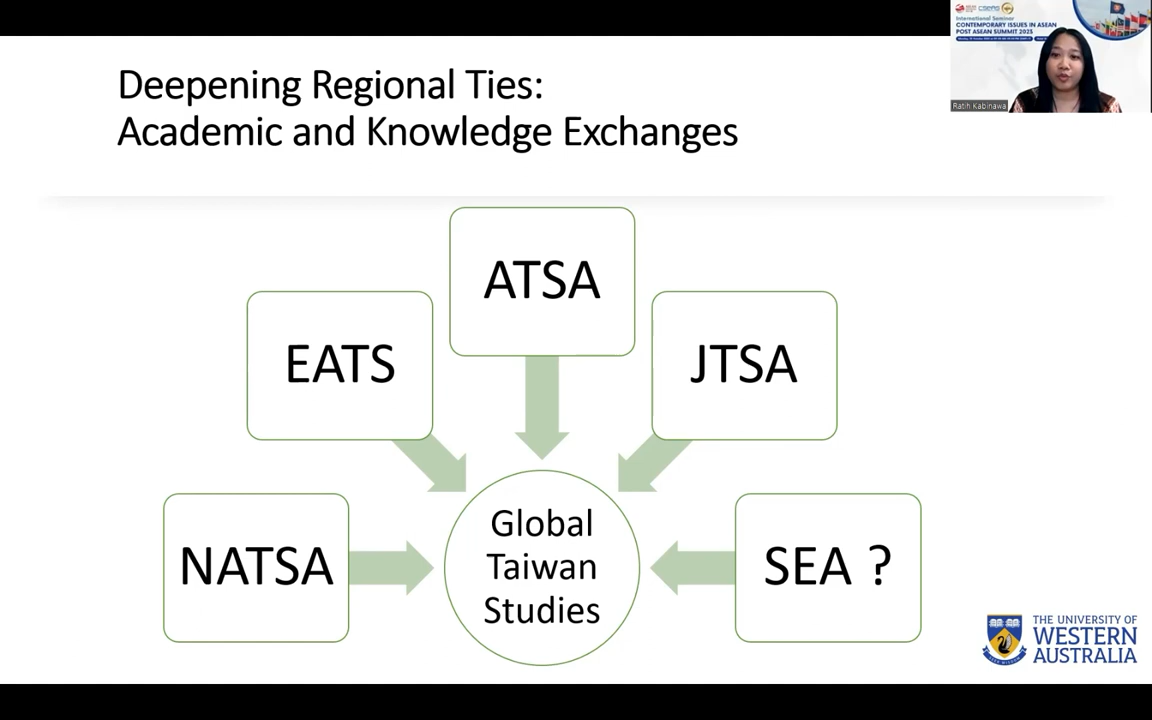 Deepening Regional Ties:
Academic and Knowledge Exchanges
International Seminar
CONTEMPORARY ISSUES IN ASEAN
POST ASEAN SUMMIT 2025
Ratih Kabinawa
ATSA
EATS
JTSA
NATSA
Global
Taiwan
Studies
SEA ?
THE UNIVERSITY OF
WESTERN
AUSTRALIA